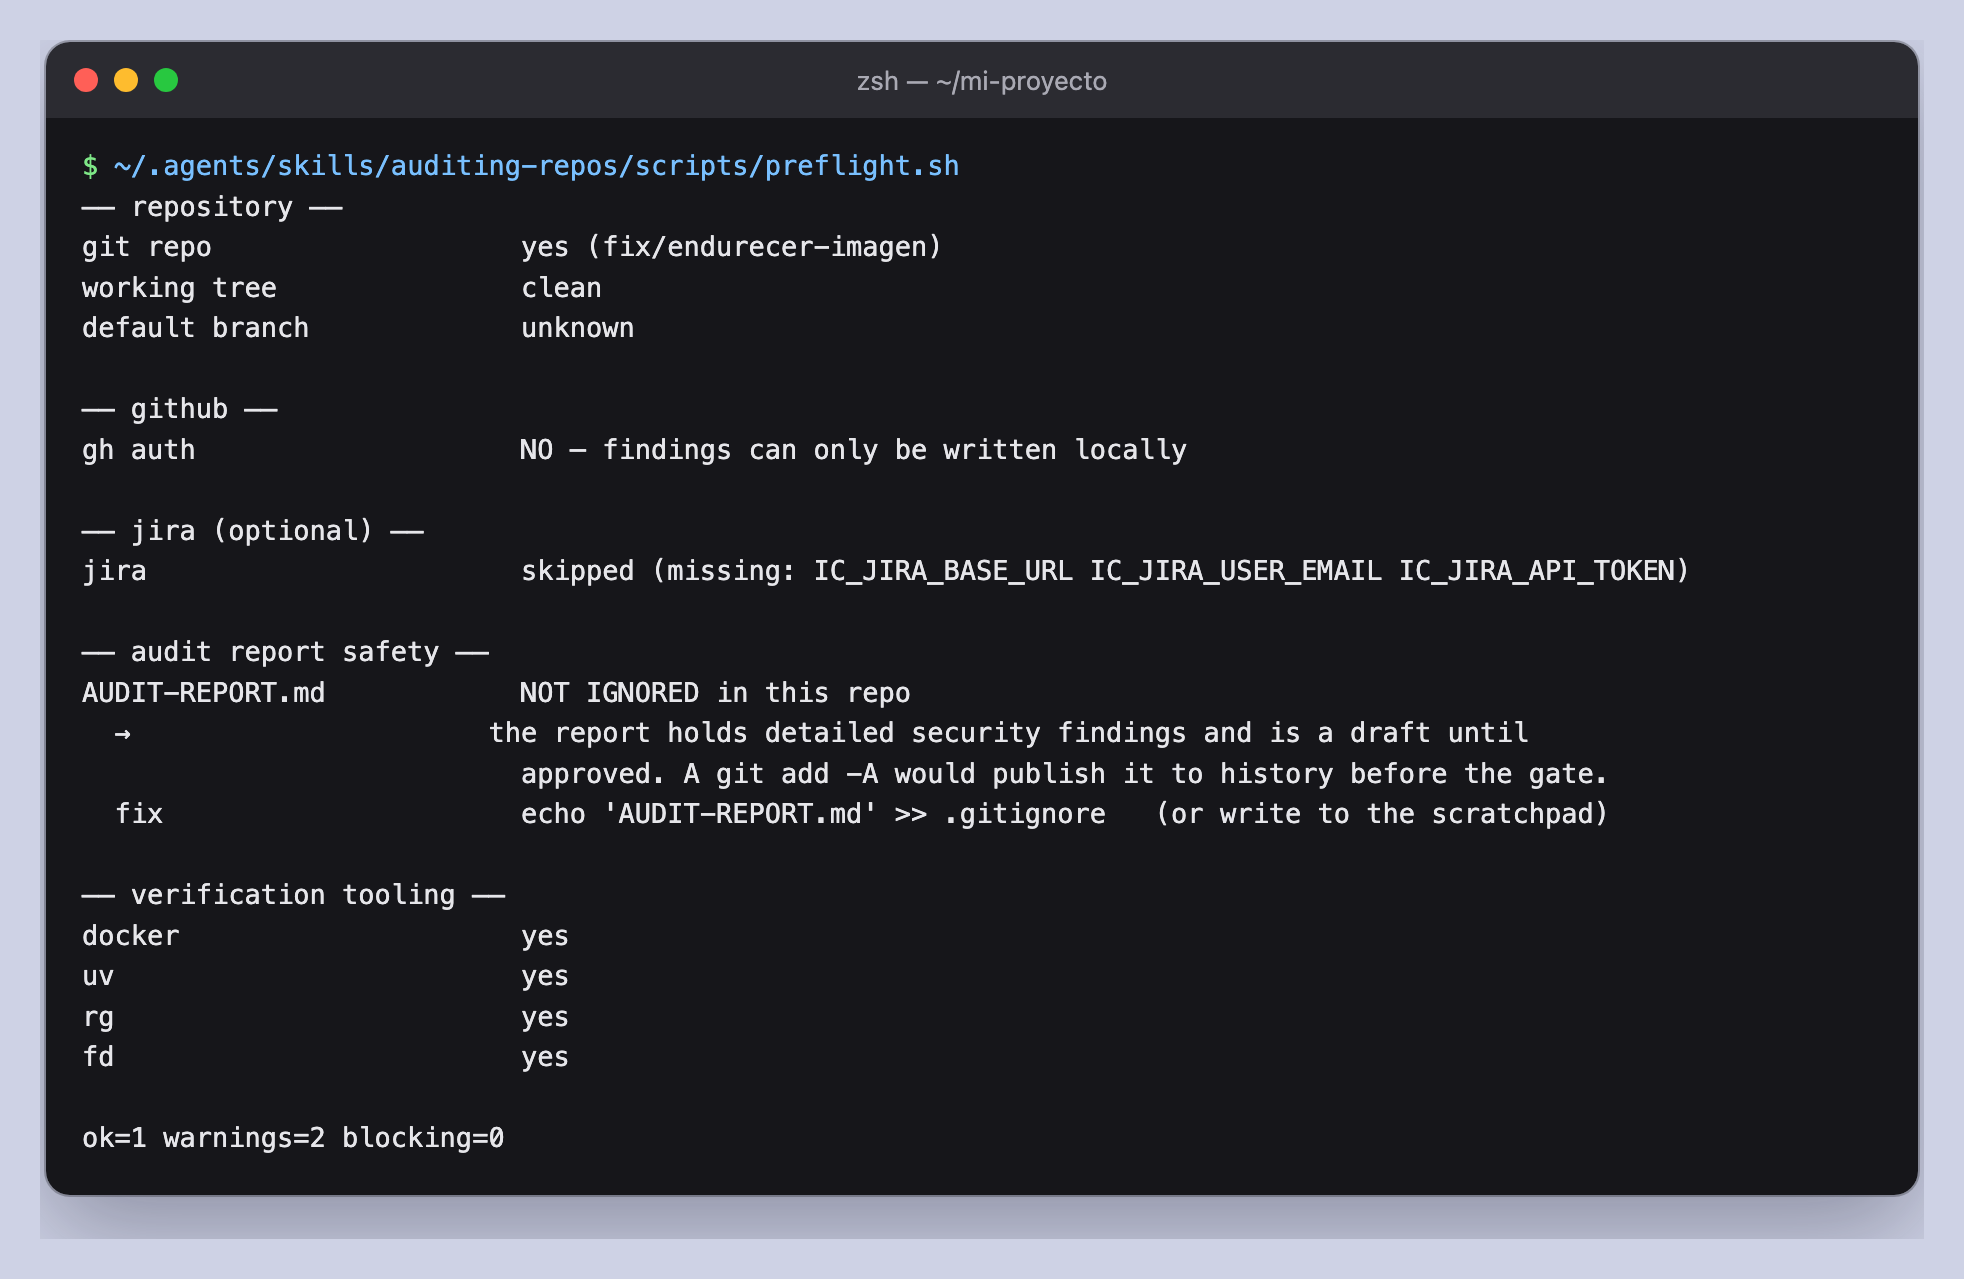 zsh — ~/mi-proyecto
$ ~/.agents/skills/auditing-repos/scripts/preflight.sh
── repository ──
git repo                   yes (fix/endurecer-imagen)
working tree               clean
default branch             unknown

── github ──
gh auth                    NO — findings can only be written locally

── jira (optional) ──
jira                       skipped (missing: IC_JIRA_BASE_URL IC_JIRA_USER_EMAIL IC_JIRA_API_TOKEN)

── audit report safety ──
AUDIT-REPORT.md            NOT IGNORED in this repo
  →                      the report holds detailed security findings and is a draft until
                           approved. A git add -A would publish it to history before the gate.
  fix                      echo 'AUDIT-REPORT.md' >> .gitignore   (or write to the scratchpad)

── verification tooling ──
docker                     yes
uv                         yes
rg                         yes
fd                         yes

ok=1 warnings=2 blocking=0